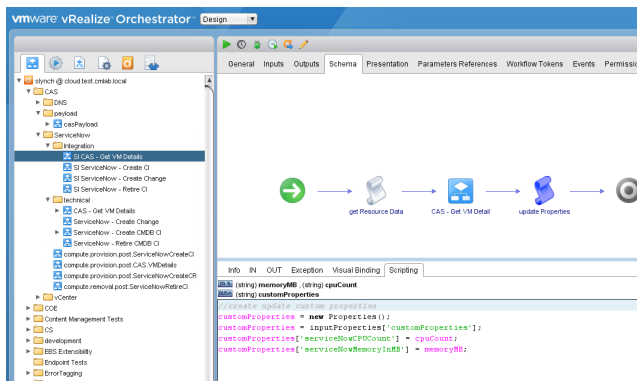 vmware vRealize Orchestrator Design
General Inputs Outputs Schema Presentation Parameters References Workflow Tokens Events Permissio
slynch @ cloud.test.cmlab.local
CAS
DNS
payload
casPayload
ServiceNow
Integration
SI CAS - Get VM Details
SI ServiceNow - Create CI
SI ServiceNow - Create Change
SI ServiceNow - Retire CI
technical
CAS - Get VM Details
ServiceNow - Create Change
ServiceNow - Create CMDB CI
ServiceNow - Retire CMDB CI
compute.provision.post.ServiceNowCreateCI
compute.provision.post.CAS.VMDetails
compute.provision.post.ServiceNowCreateCR
compute.removal.post.ServiceNowRetireCI
vCenter
COE
Content Management Tests
CS
development
EBS Extensibility
Endpoint Tests
ErrorTagging
get Resource Data CAS - Get VM Detail update Properties
Info IN OUT Exception Visual Binding Scripting
(string) memoryMB , (string) cpuCount
(string) customProperties
//create update custom properties
customProperties = new Properties();
customProperties = inputProperties['customProperties'];
customProperties['serviceNowCPUCount'] = cpuCount;
customProperties['serviceNowMemoryInMB'] = memoryMB;